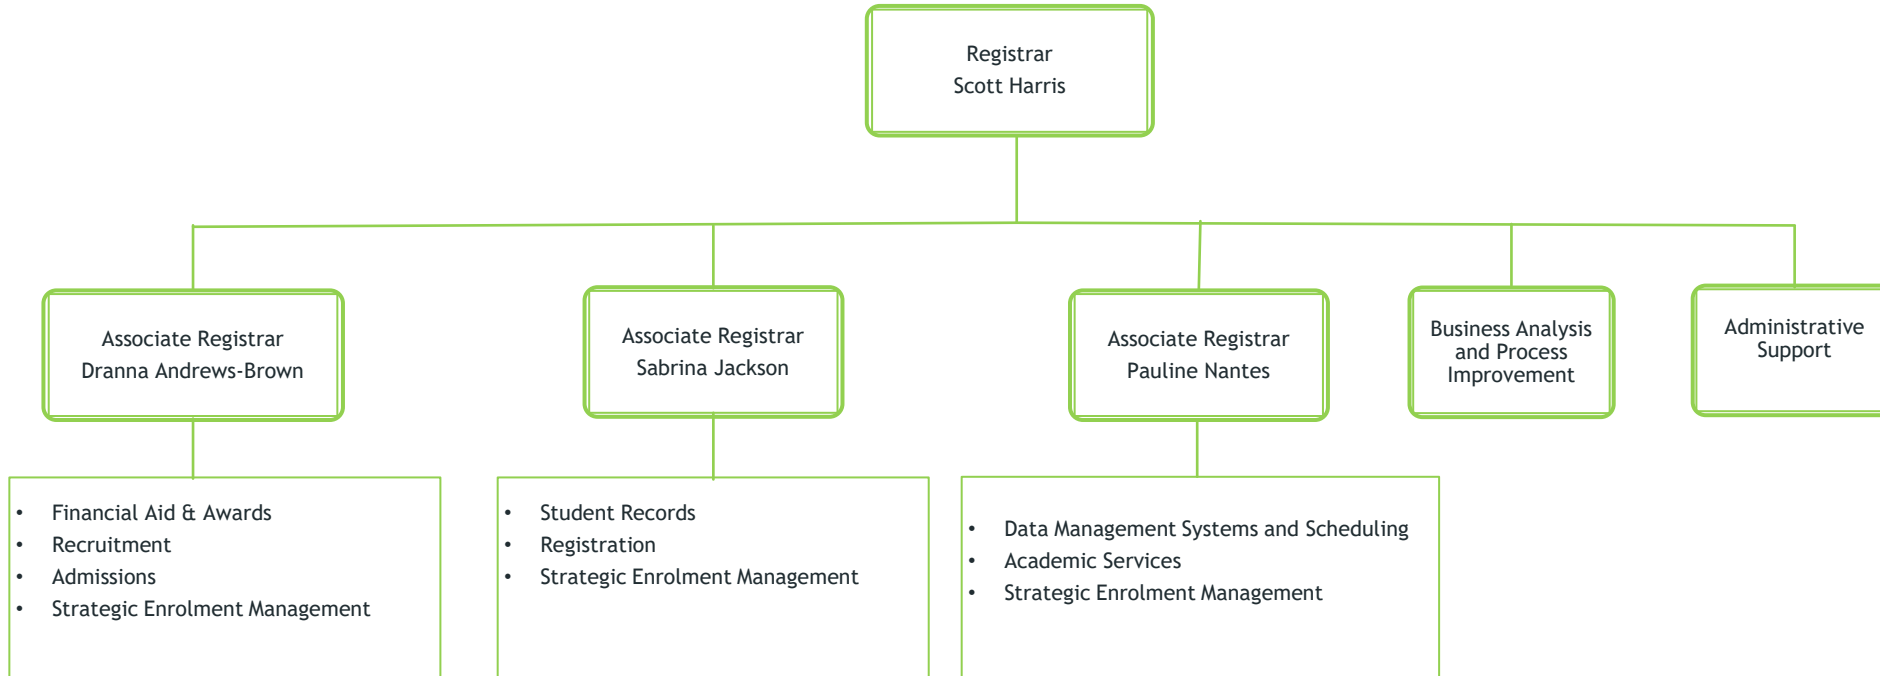 Registrar
Scott Harris
Associate Registrar
Dranna Andrews-Brown
Associate Registrar
Sabrina Jackson
Associate Registrar
Pauline Nantes
Business Analysis
and Process
Improvement
Administrative
Support
• Financial Aid & Awards
• Recruitment
• Admissions
• Strategic Enrolment Management
• Student Records
• Registration
• Strategic Enrolment Management
• Data Management Systems and Scheduling
• Academic Services
• Strategic Enrolment Management